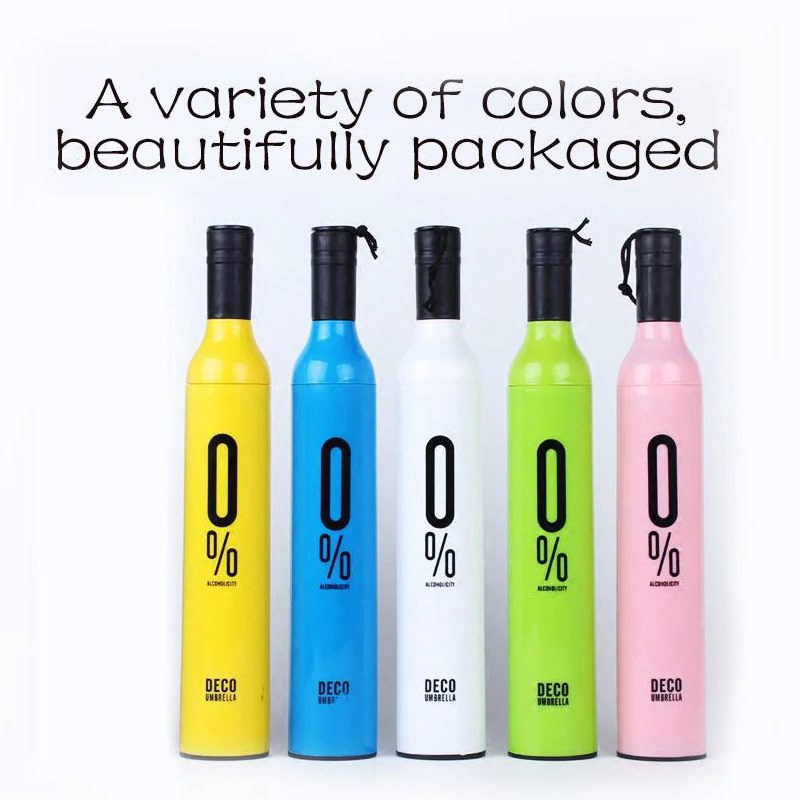 A variety of colors,
beautifully packaged
0
%
ALCOHOLICITY
DECO
UMBRELLA
0
%
ALCOHOLICITY
DECO
0
%
ALCOHOLICITY
DECO
UMBRELLA
0
%
ALCOHOLICITY
DECO
UMBRELLA
0
%
ALCOHOLICITY
DECO
UMBRELLA